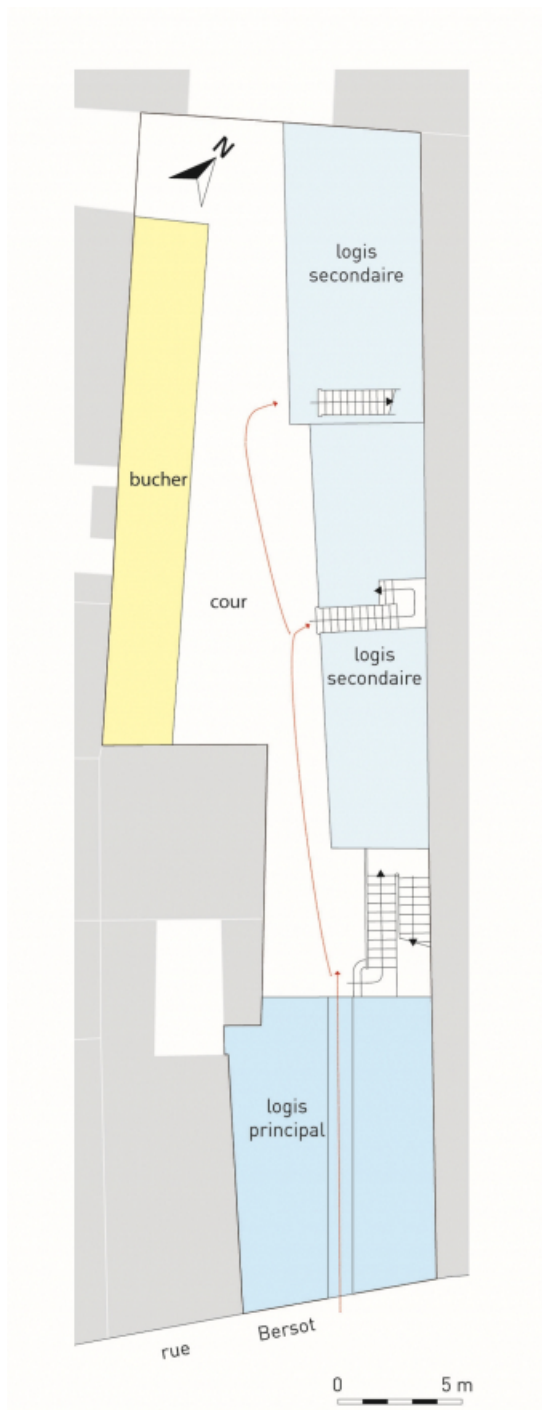 N
logis
secondaire
bucher
cour
logis
secondaire
logis
principal
rue Bersot
0 5 m